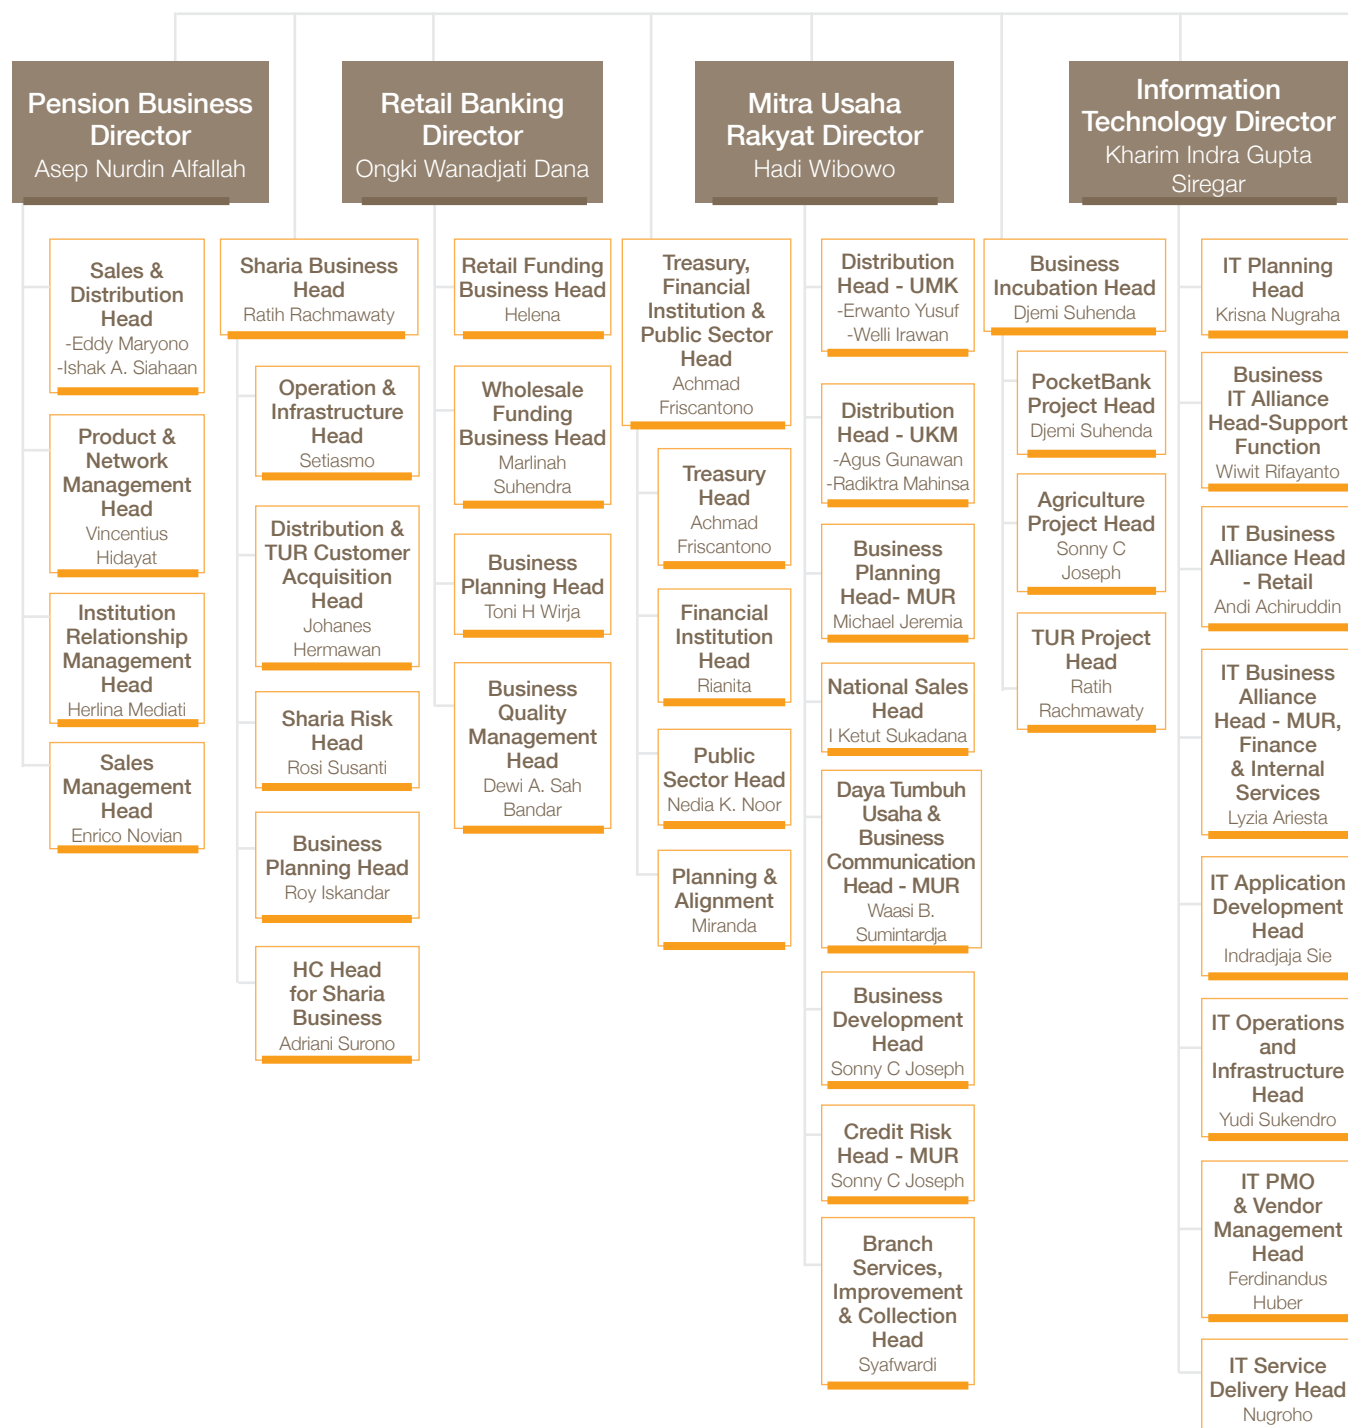 Pension Business
Director
Asep Nurdin Alfallah
Retail Banking
Director
Ongki Wanadjati Dana
Mitra Usaha
Rakyat Director
Hadi Wibowo
Information
Technology Director
Kharim Indra Gupta
Siregar
Sales &
Distribution
Head
-Eddy Maryono
-Ishak A. Siahaan
Product &
Network
Management
Head
Vincentius
Hidayat
Institution
Relationship
Management
Head
Herlina Mediati
Sales
Management
Head
Enrico Novian
Sharia Business
Head
Ratih Rachmawaty
Operation &
Infrastructure
Head
Setiasmo
Distribution &
TUR Customer
Acquisition
Head
Johanes
Hermawan
Sharia Risk
Head
Rosi Susanti
Business
Planning Head
Roy Iskandar
HC Head
for Sharia
Business
Adriani Surono
Retail Funding
Business Head
Helena
Wholesale
Funding
Business Head
Marlinah
Suhendra
Business
Planning Head
Toni H Wirja
Business
Quality
Management
Head
Dewi A. Sah
Bandar
Treasury,
Financial
Institution &
Public Sector
Head
Achmad
Friscantono
Treasury
Head
Achmad
Friscantono
Financial
Institution
Head
Rianita
Public
Sector Head
Nedia K. Noor
Planning &
Alignment
Miranda
Distribution
Head - UMK
-Erwanto Yusuf
-Welli Irawan
Distribution
Head - UKM
-Agus Gunawan
-Radiktra Mahinsa
Business
Planning
Head- MUR
Michael Jeremia
National Sales
Head
I Ketut Sukadana
Daya Tumbuh
Usaha &
Business
Communication
Head - MUR
Waasi B.
Sumintardja
Business
Development
Head
Sonny C Joseph
Credit Risk
Head - MUR
Sonny C Joseph
Branch
Services,
Improvement
& Collection
Head
Syafwardi
Business
Incubation Head
Djemi Suhenda
PocketBank
Project Head
Djemi Suhenda
Agriculture
Project Head
Sonny C
Joseph
TUR Project
Head
Ratih
Rachmawaty
IT Planning
Head
Krisna Nugraha
Business
IT Alliance
Head-Support
Function
Wiwit Rifayanto
IT Business
Alliance Head
- Retail
Andi Achiruddin
IT Business
Alliance
Head - MUR,
Finance
& Internal
Services
Lyzia Ariesta
IT Application
Development
Head
Indradjaja Sie
IT Operations
and
Infrastructure
Head
Yudi Sukendro
IT PMO
& Vendor
Management
Head
Ferdinandus
Huber
IT Service
Delivery Head
Nugroho